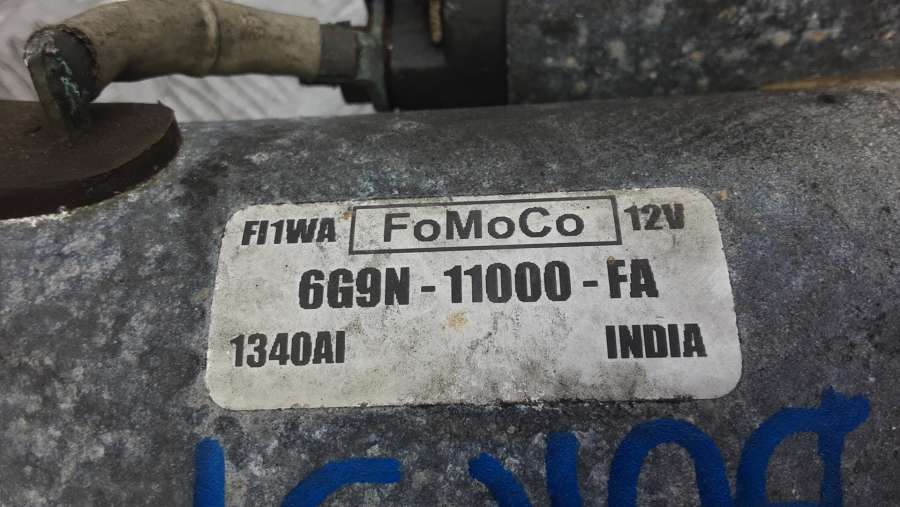 FI1WA FoMoCo 12V
6G9N - 11000 - FA
1340AI INDIA